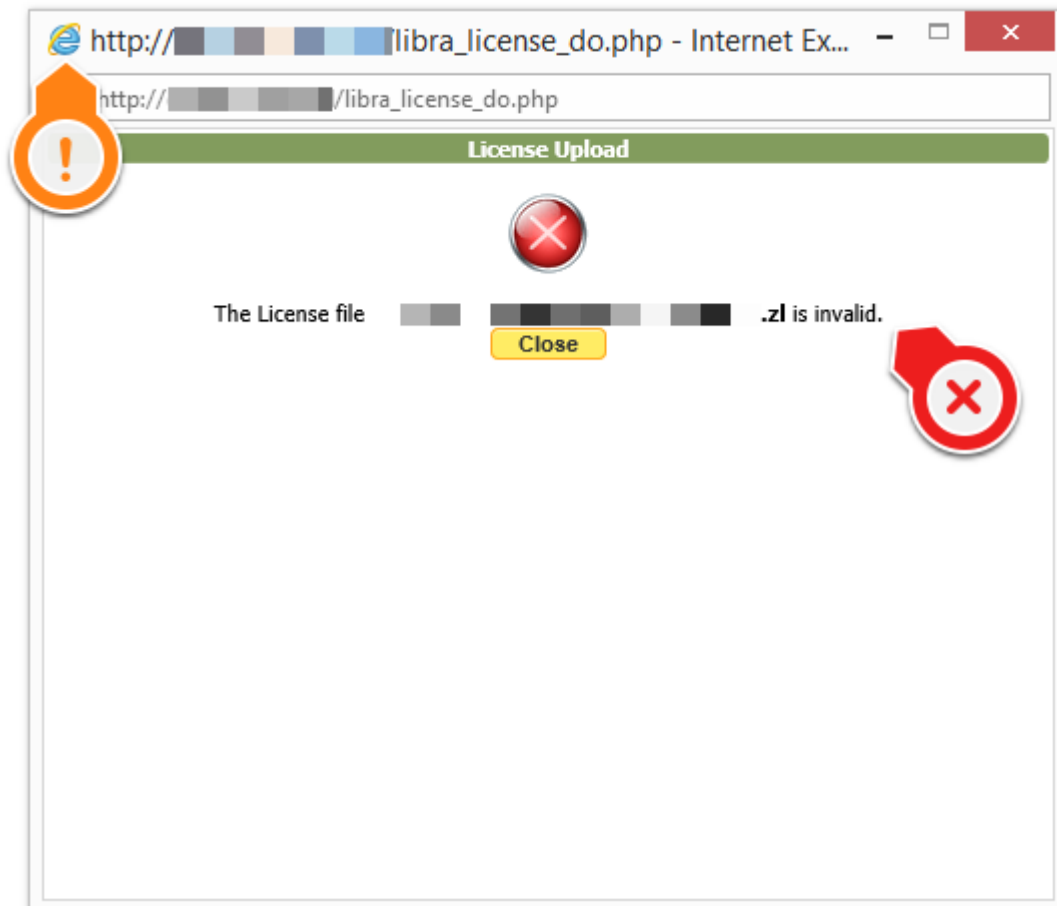 http:// /libra_license_do.php - Internet Ex...
http:// /libra_license_do.php
License Upload
The License file .zl is invalid.
Close